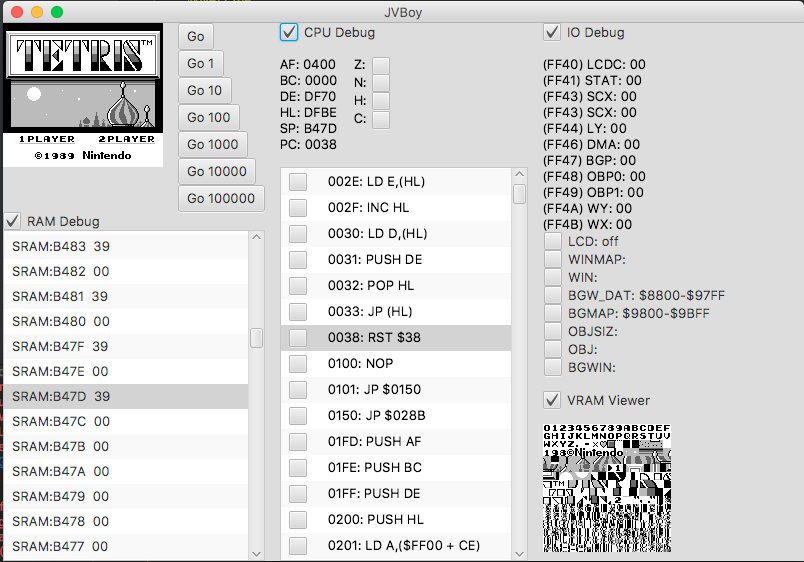 JVBoy
TETRIS™
1PLAYER 2PLAYER
©1989 Nintendo
Go
Go 1
Go 10
Go 100
Go 1000
Go 10000
Go 100000
RAM Debug
SRAM:B483 39
SRAM:B482 00
SRAM:B481 39
SRAM:B480 00
SRAM:B47F 39
SRAM:B47E 00
SRAM:B47D 39
SRAM:B47C 00
SRAM:B47B 00
SRAM:B47A 00
SRAM:B479 00
SRAM:B478 00
SRAM:B477 00
CPU Debug
AF: 0400 Z:
BC: 0000 N:
DE: DF70 H:
HL: DFBE C:
SP: B47D
PC: 0038
002E: LD E,(HL)
002F: INC HL
0030: LD D,(HL)
0031: PUSH DE
0032: POP HL
0033: JP (HL)
0038: RST $38
0100: NOP
0101: JP $0150
0150: JP $028B
01FD: PUSH AF
01FE: PUSH BC
01FF: PUSH DE
0200: PUSH HL
0201: LD A,($FF00 + CE)
IO Debug
(FF40) LCDC: 00
(FF41) STAT: 00
(FF43) SCX: 00
(FF43) SCX: 00
(FF44) LY: 00
(FF46) DMA: 00
(FF47) BGP: 00
(FF48) OBP0: 00
(FF49) OBP1: 00
(FF4A) WY: 00
(FF4B) WX: 00
LCD: off
WINMAP:
WIN:
BGW_DAT: $8800-$97FF
BGMAP: $9800-$9BFF
OBJSIZ:
OBJ:
BGWIN:
VRAM Viewer
0123456789ABCDEF
GHIJKLMNOPQRSTUV
WXYZ.-×
198©Nintendo